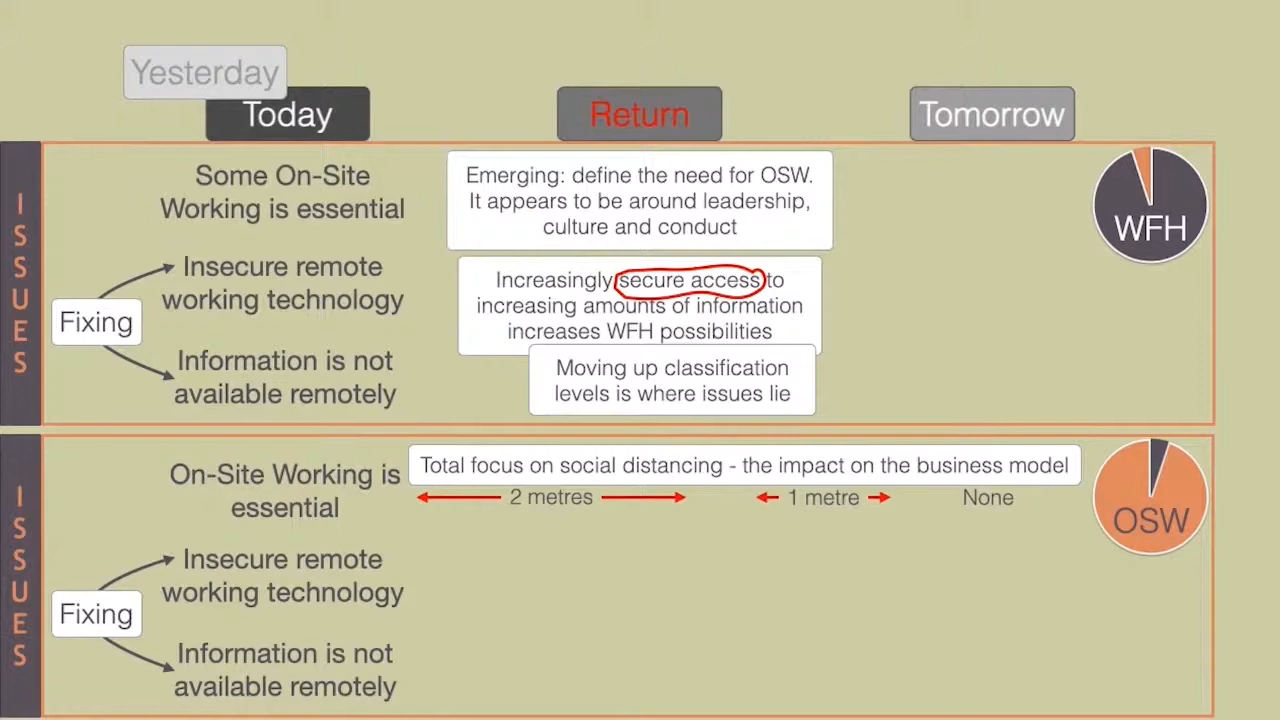 Yesterday
Today
Return
Tomorrow
ISSUES
Some On-Site
Working is essential
Emerging: define the need for OSW.
It appears to be around leadership,
culture and conduct
WFH
Fixing
Insecure remote
working technology
Increasingly secure access to
increasing amounts of information
increases WFH possibilities
Information is not
available remotely
Moving up classification
levels is where issues lie
ISSUES
On-Site Working is
essential
Total focus on social distancing - the impact on the business model
2 metres
1 metre
None
OSW
Fixing
Insecure remote
working technology
Information is not
available remotely